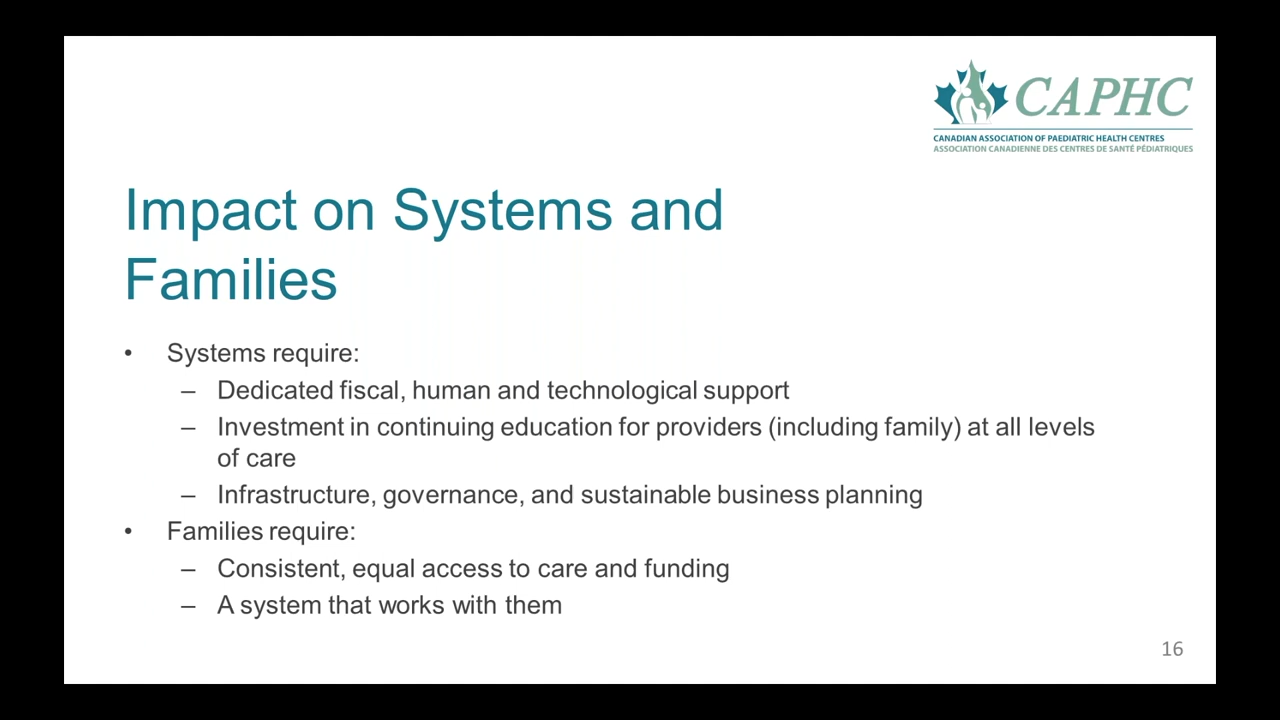 CAPHC
CANADIAN ASSOCIATION OF PAEDIATRIC HEALTH CENTRES
ASSOCIATION CANADIENNE DES CENTRES DE SANTÉ PÉDIATRIQUES
Impact on Systems and
Families
• Systems require:
– Dedicated fiscal, human and technological support
– Investment in continuing education for providers (including family) at all levels
of care
– Infrastructure, governance, and sustainable business planning
• Families require:
– Consistent, equal access to care and funding
– A system that works with them
16